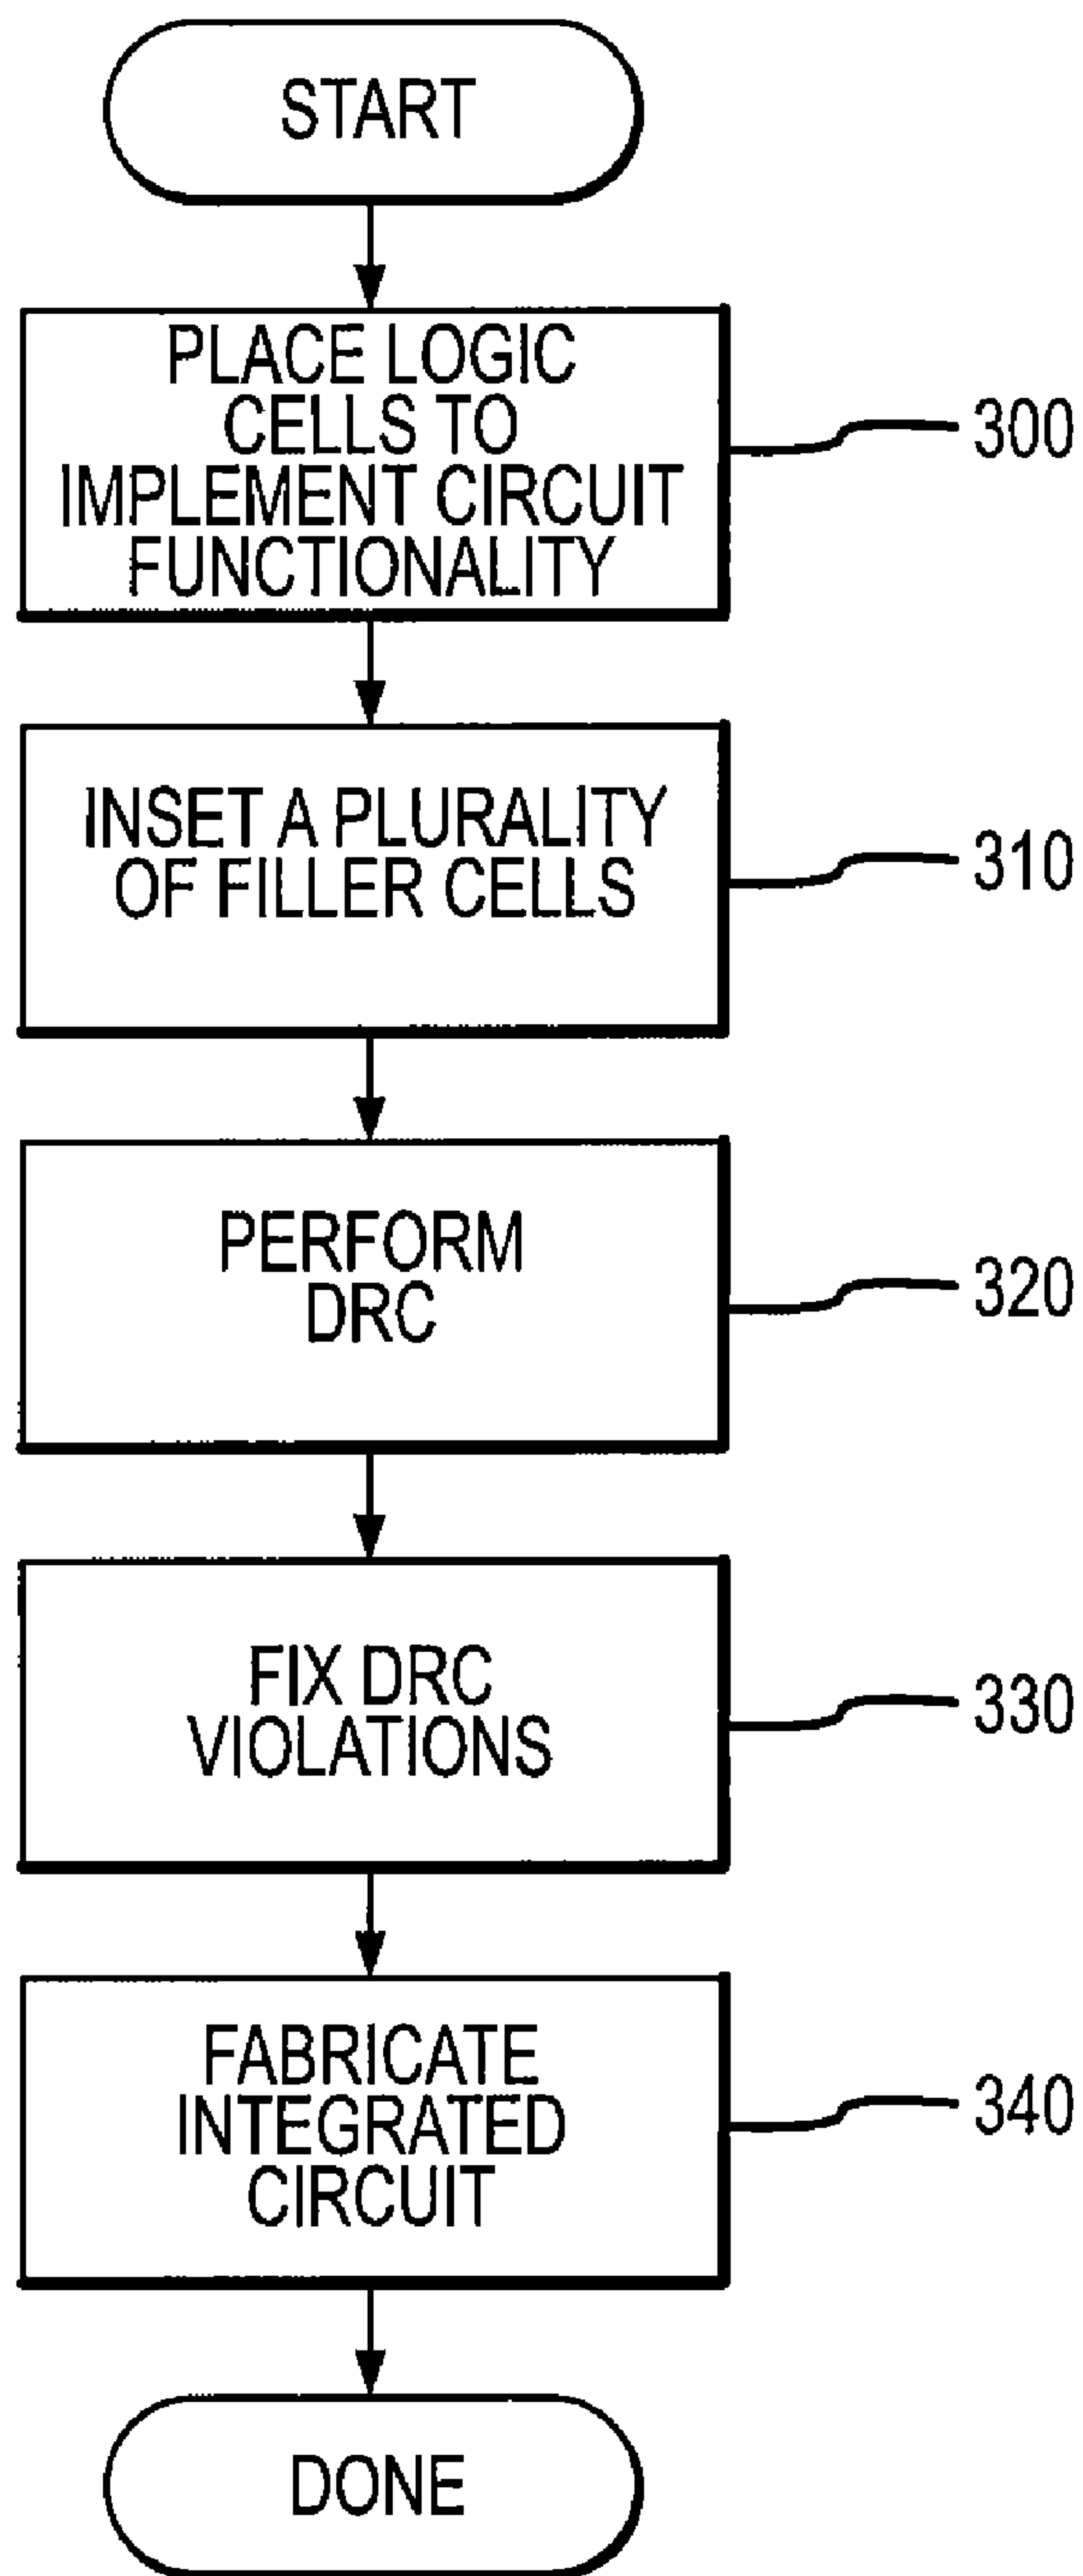 START
PLACE LOGIC
CELLS TO
IMPLEMENT CIRCUIT
FUNCTIONALITY
300
INSET A PLURALITY
OF FILLER CELLS
310
PERFORM
DRC
320
FIX DRC
VIOLATIONS
330
FABRICATE
INTEGRATED
CIRCUIT
340
DONE